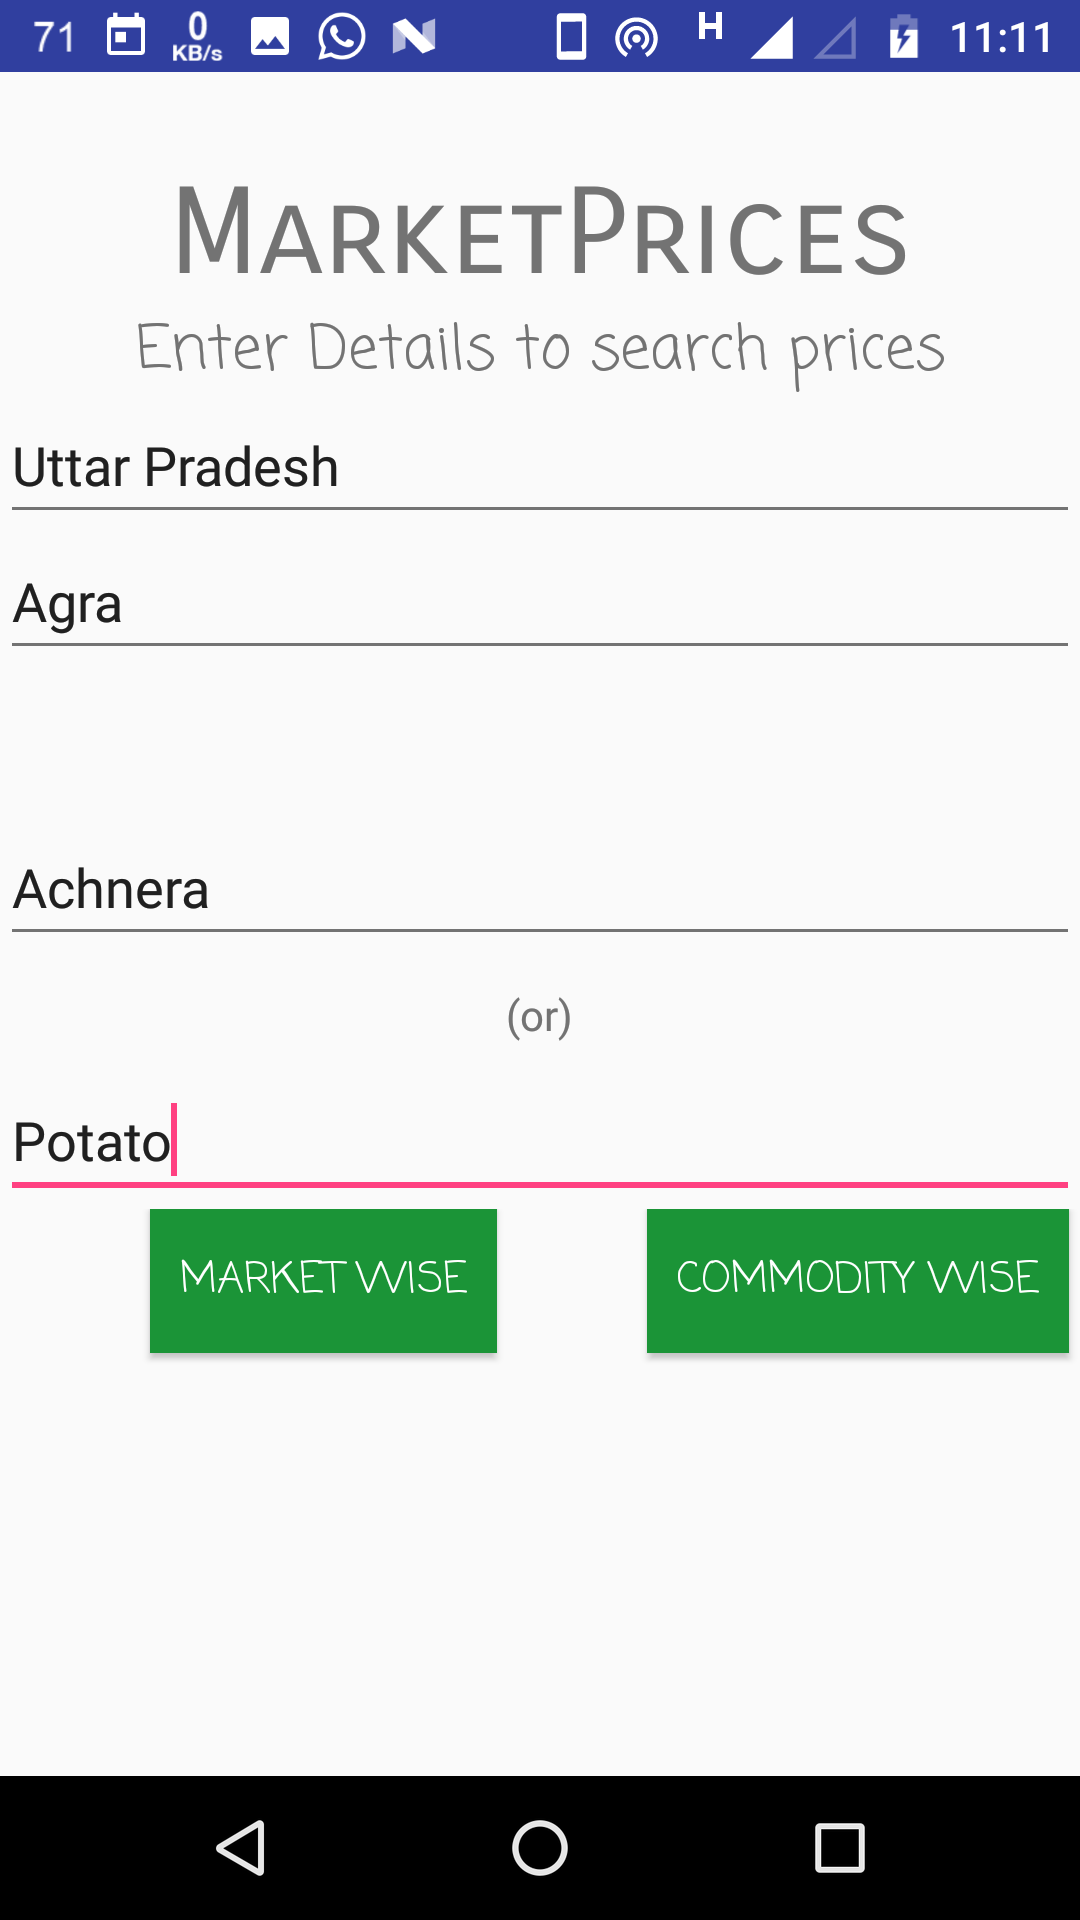 71 0 KB/s H 11:11
MarketPrices
Enter Details to search prices
Uttar Pradesh
Agra
Achnera
(or)
Potato
MARKET WISE COMMODITY WISE